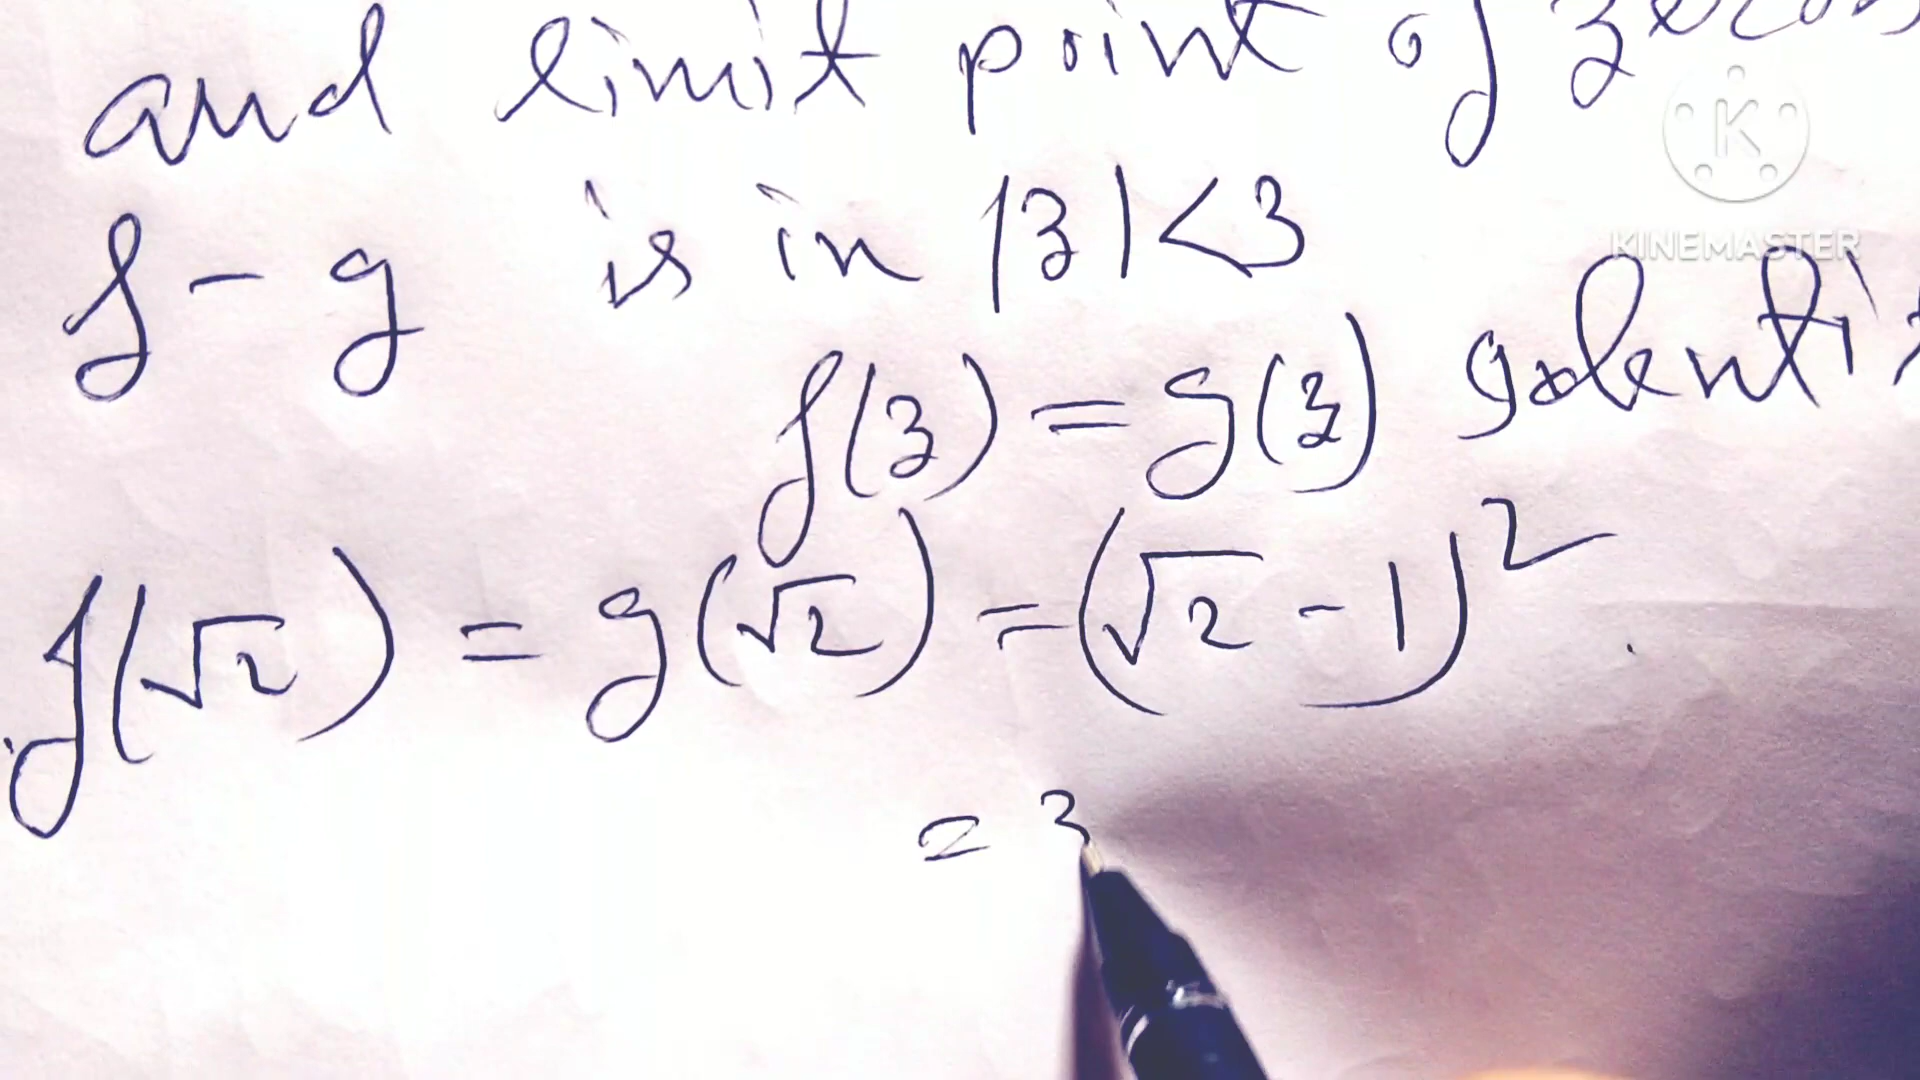 and limit point of zeros
f - g is in |z|<3
f(z) = g(z) identi
f(√2) = g(√2) = (√2 - 1)²
= 3
KINEMASTER